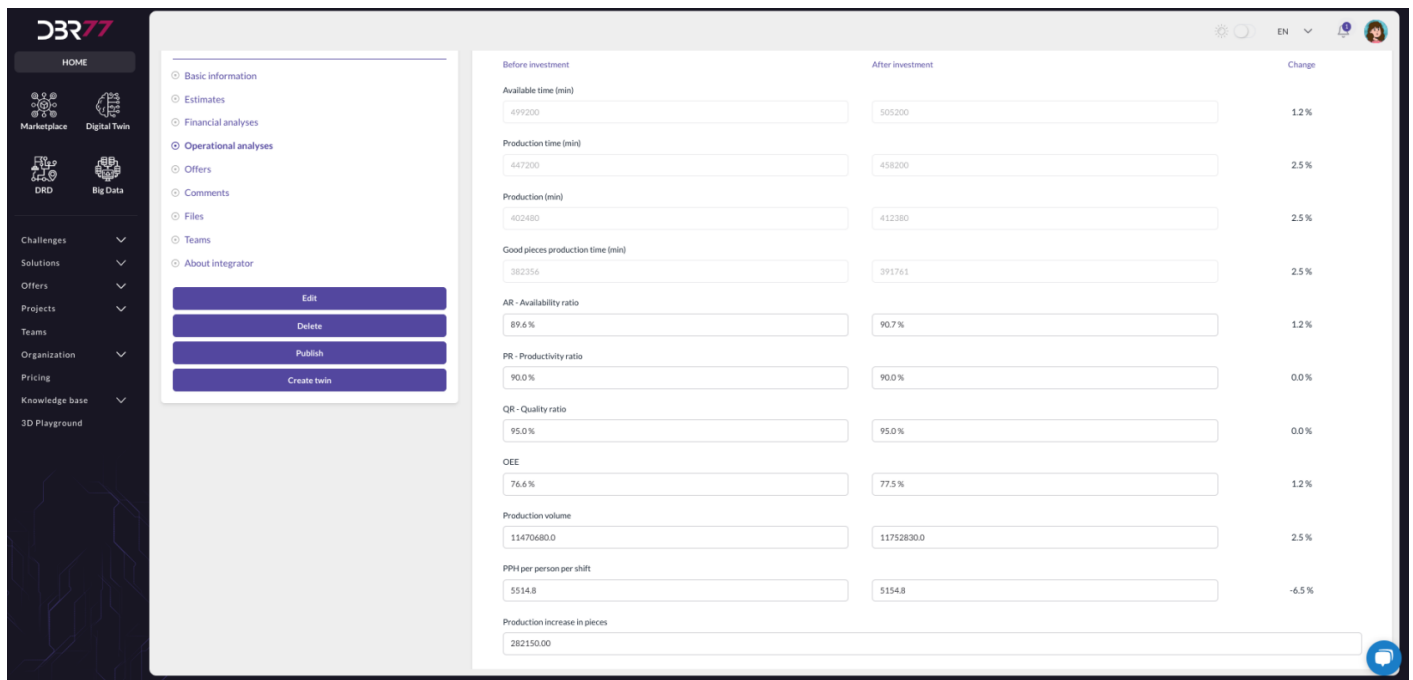 DBR77
EN
1
HOME
Marketplace
Digital Twin
DRD
Big Data
Challenges
Solutions
Offers
Projects
Teams
Organization
Pricing
Knowledge base
3D Playground
Basic information
Estimates
Financial analyses
Operational analyses
Offers
Comments
Files
Teams
About integrator
Edit
Delete
Publish
Create twin
Before investment After investment Change
Available time (min)
499200 505200 1.2 %
Production time (min)
447200 458200 2.5 %
Production (min)
402480 412380 2.5 %
Good pieces production time (min)
382356 391761 2.5 %
AR - Availability ratio
89.6 % 90.7 % 1.2 %
PR - Productivity ratio
90.0 % 90.0 % 0.0 %
QR - Quality ratio
95.0 % 95.0 % 0.0 %
OEE
76.6 % 77.5 % 1.2 %
Production volume
11470680.0 11752830.0 2.5 %
PPH per person per shift
5514.8 5154.8 -6.5 %
Production increase in pieces
282150.00